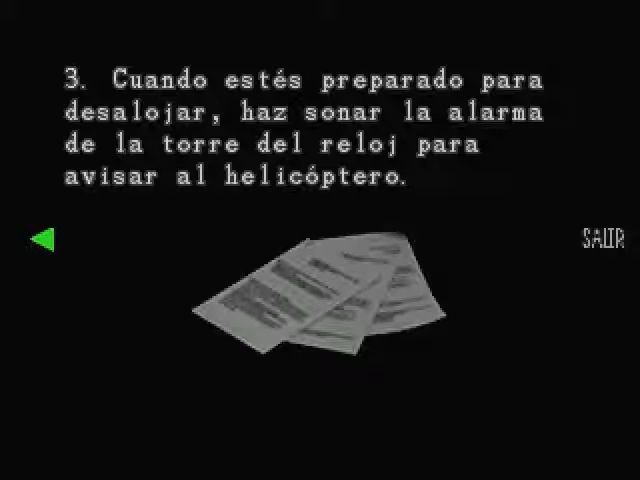 3. Cuando estés preparado para
desalojar, haz sonar la alarma
de la torre del reloj para
avisar al helicóptero.
SALIR